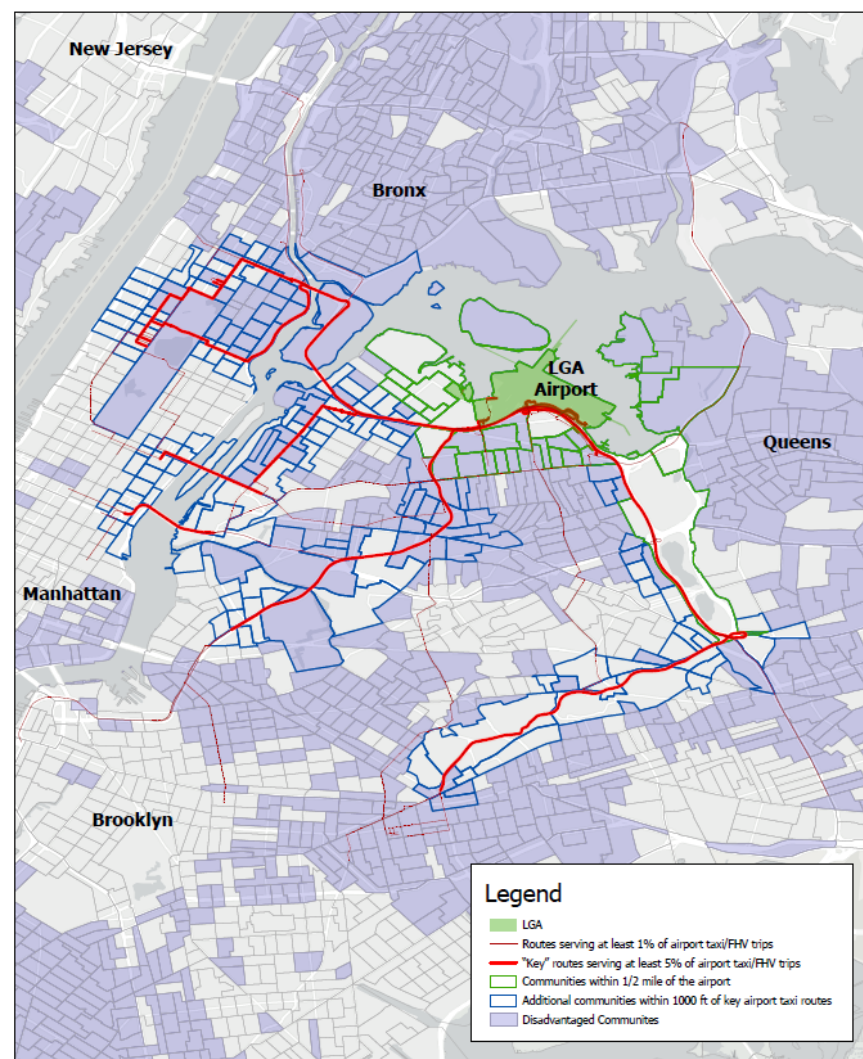 New Jersey
Bronx
LGA
Airport
Queens
Manhattan
Brooklyn
Legend
LGA
Routes serving at least 1% of airport taxi/FHV trips
"Key" routes serving at least 5% of airport taxi/FHV trips
Communities within 1/2 mile of the airport
Additional communities within 1000 ft of key airport taxi routes
Disadvantaged Communites